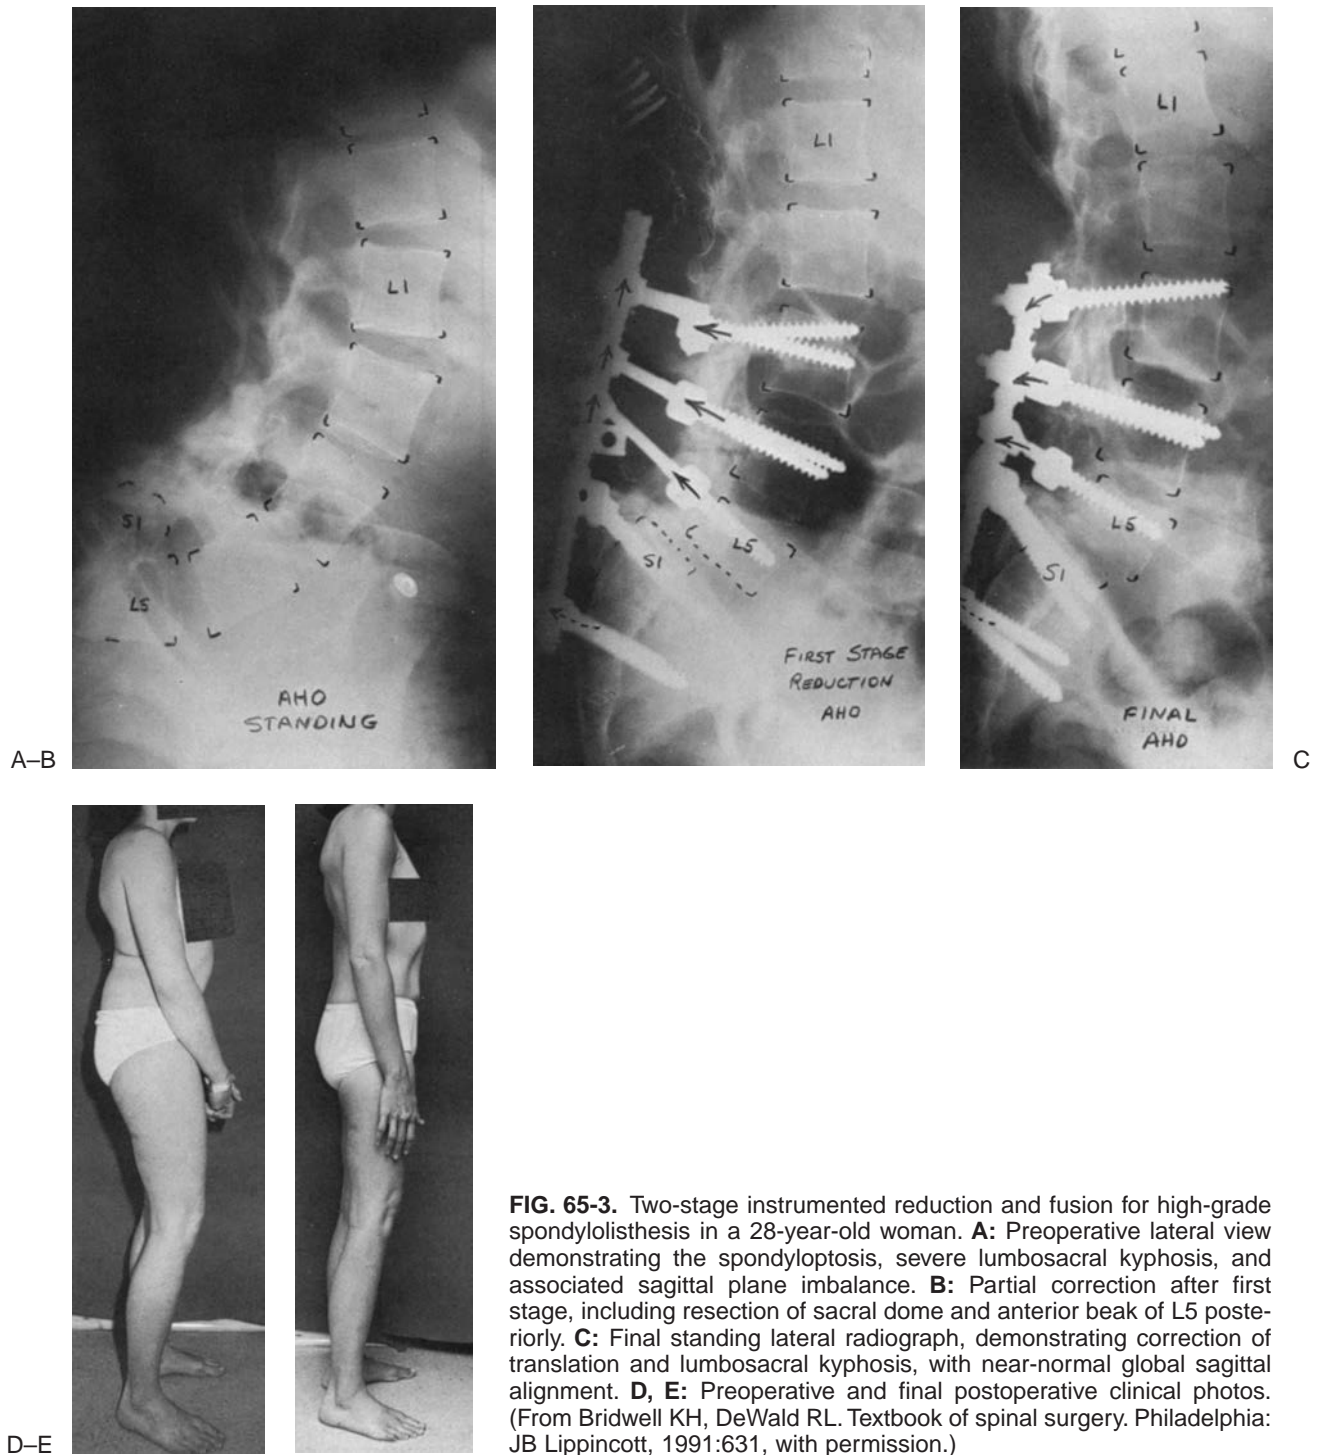 L1
S1
L5
AHO
STANDING
L1
L5
S1
FIRST STAGE
REDUCTION
AHO
L1
L5
S1
FINAL
AHO
A–B
C
D–E
FIG. 65-3. Two-stage instrumented reduction and fusion for high-grade
spondylolisthesis in a 28-year-old woman. A: Preoperative lateral view
demonstrating the spondyloptosis, severe lumbosacral kyphosis, and
associated sagittal plane imbalance. B: Partial correction after first
stage, including resection of sacral dome and anterior beak of L5 poste-
riorly. C: Final standing lateral radiograph, demonstrating correction of
translation and lumbosacral kyphosis, with near-normal global sagittal
alignment. D, E: Preoperative and final postoperative clinical photos.
(From Bridwell KH, DeWald RL. Textbook of spinal surgery. Philadelphia:
JB Lippincott, 1991:631, with permission.)